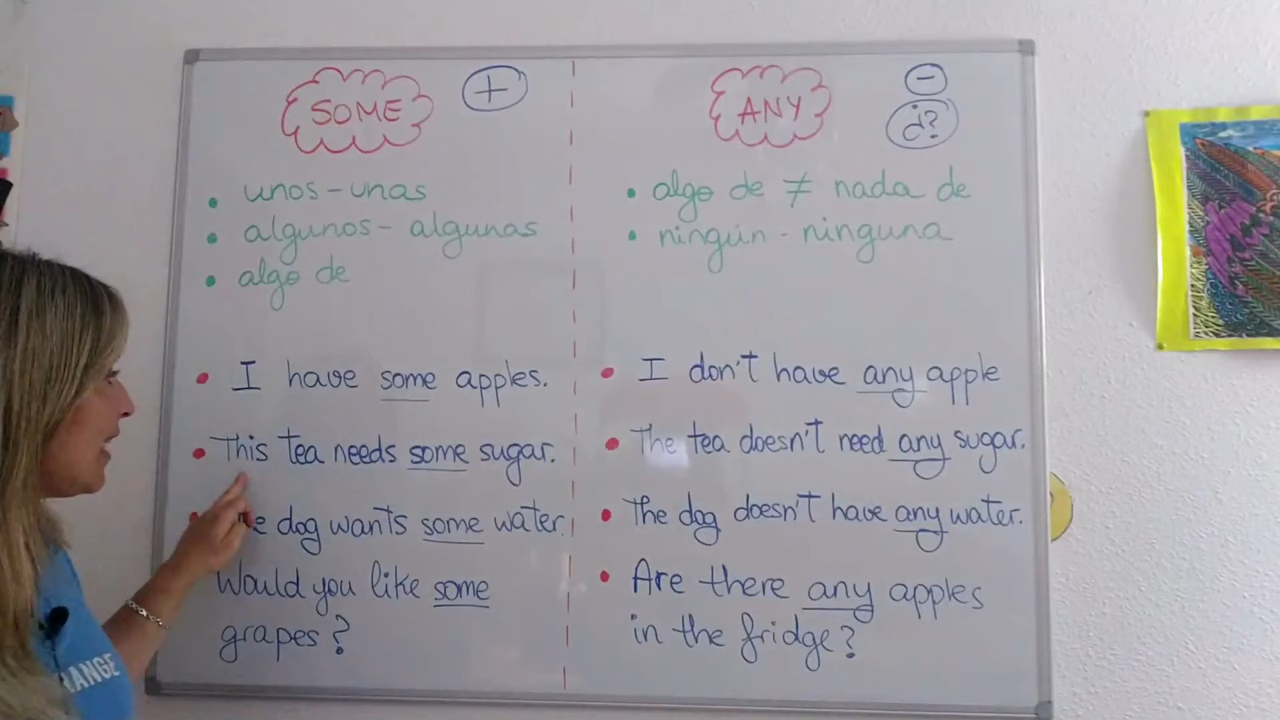 SOME +
unos - unas
algunos - algunas
algo de
I have some apples.
This tea needs some sugar.
dog wants some water.
Would you like some
grapes?
ANY -
¿?
algo de ≠ nada de
ningún - ninguna
I don't have any apple
The tea doesn't need any sugar.
The dog doesn't have any water.
Are there any apples
in the fridge?